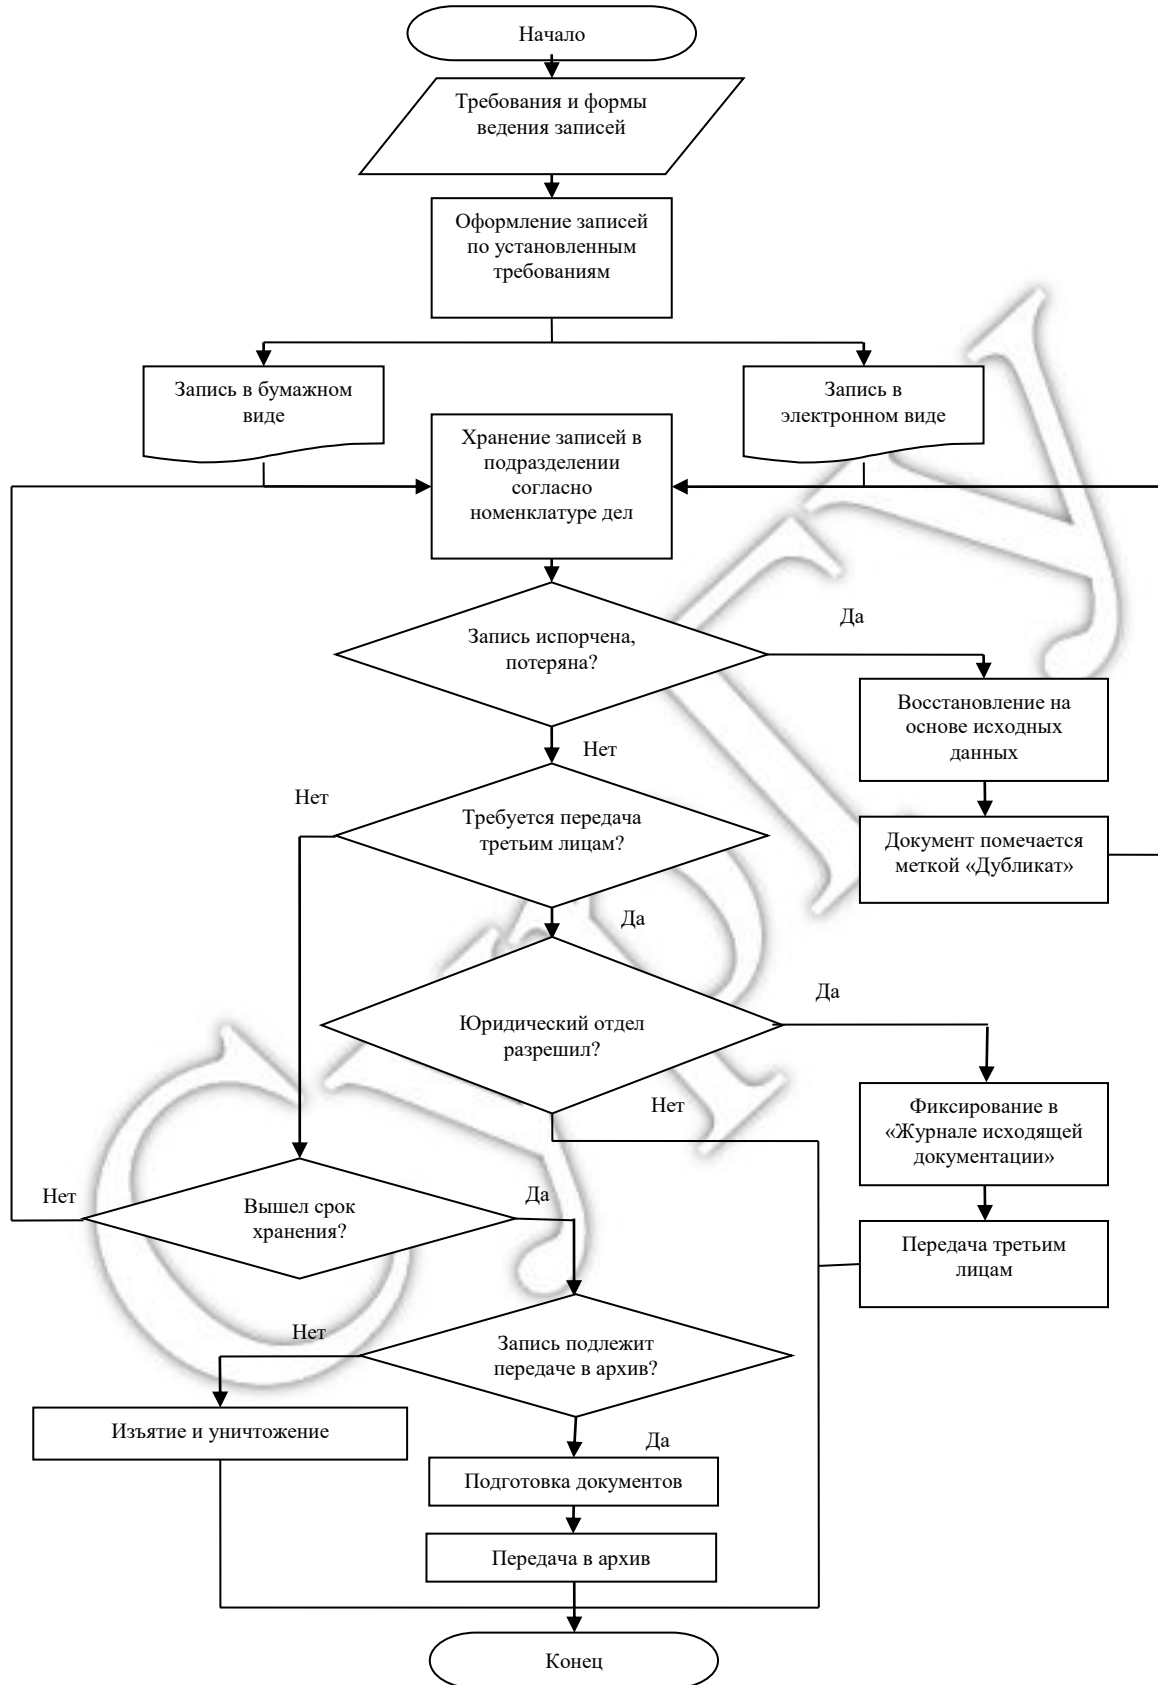 Начало
Требования и формы
ведения записей
Оформление записей
по установленным
требованиям
Запись в бумажном
виде
Запись в
электронном виде
Хранение записей в
подразделении
согласно
номенклатуре дел
Да
Запись испорчена,
потеряна?
Восстановление на
основе исходных
данных
Нет
Нет
Требуется передача
третьим лицам?
Документ помечается
меткой «Дубликат»
Да
Да
Юридический отдел
разрешил?
Нет
Фиксирование в
«Журнале исходящей
документации»
Нет
Да
Вышел срок
хранения?
Передача третьим
лицам
Нет
Запись подлежит
передаче в архив?
Изъятие и уничтожение
Да
Подготовка документов
Передача в архив
Конец